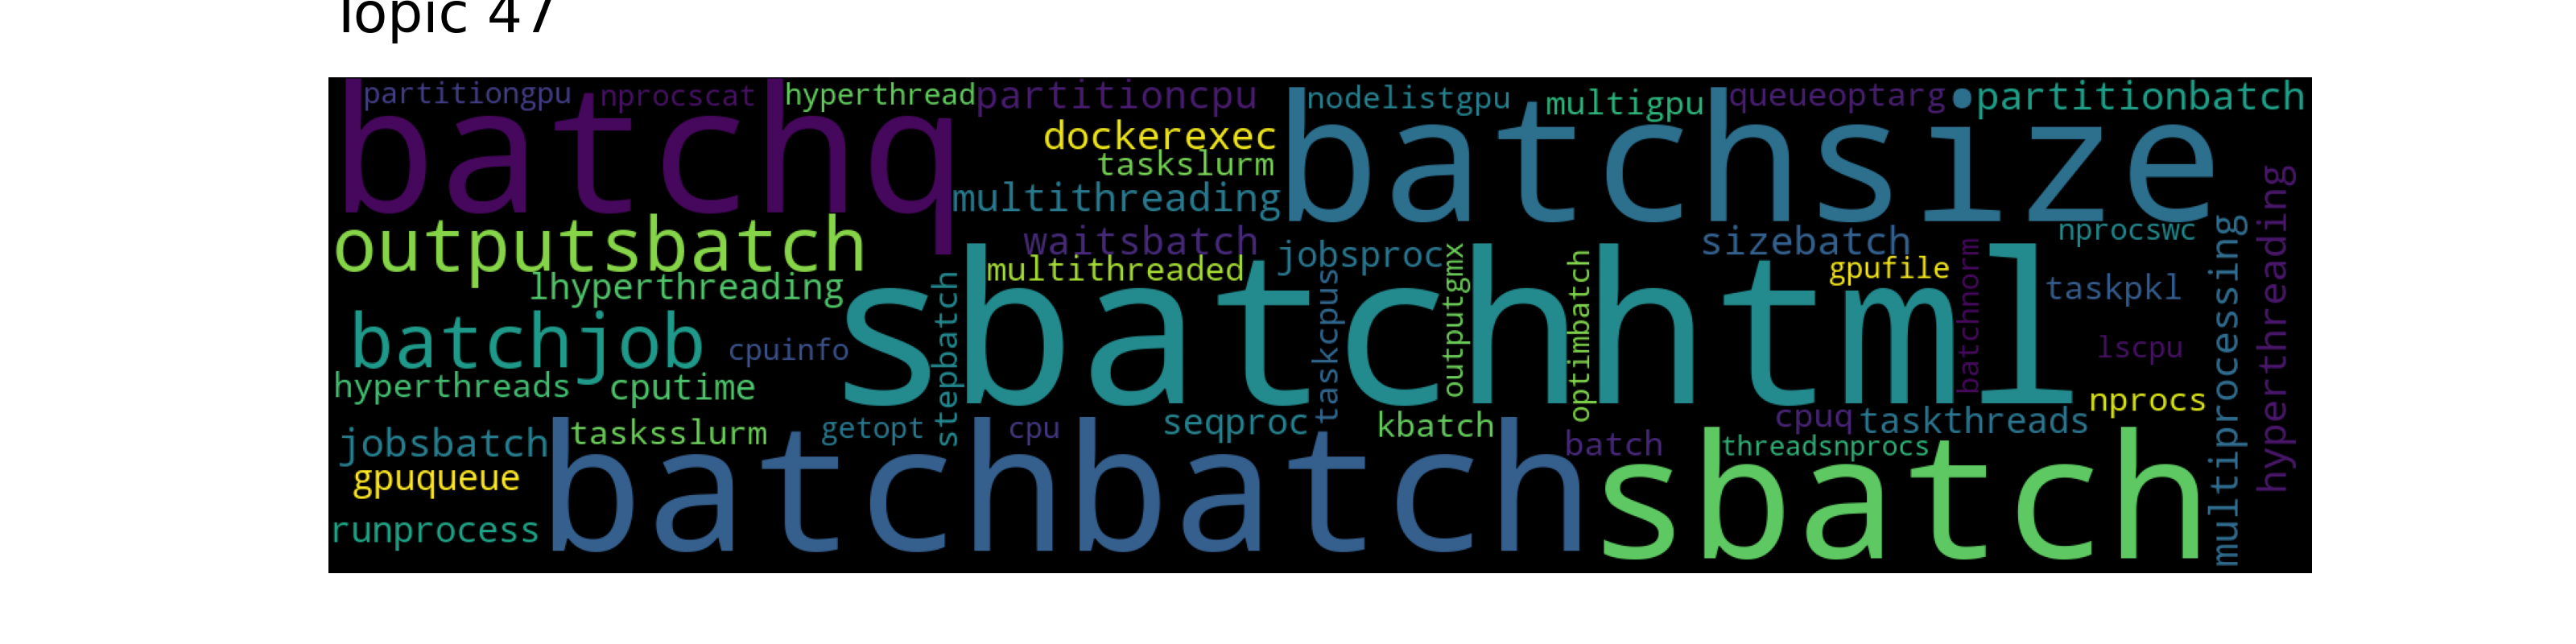 Topic 47
partitiongpu
nprocscat
hyperthread
partitioncpu
nodelistgpu
multigpu
queueoptarg
partitionbatch
batchq
dockerexec
batchsize
taskslurm
multithreading
hyperthreading
outputsbatch
waitsbatch
jobsproc
sizebatch
nprocswc
multithreaded
gpufile
lhyperthreading
sbatchhtml
taskpkl
multiprocessing
stepbatch
taskcpus
outputgmx
optimbatch
batchnorm
batchjob
cpuinfo
lscpu
hyperthreads
cputime
nprocs
jobsbatch
tasksslurm
getopt
cpu
seqproc
kbatch
cpuq
taskthreads
batch
threadsnprocs
gpuqueue
batchbatch
sbatch
runprocess